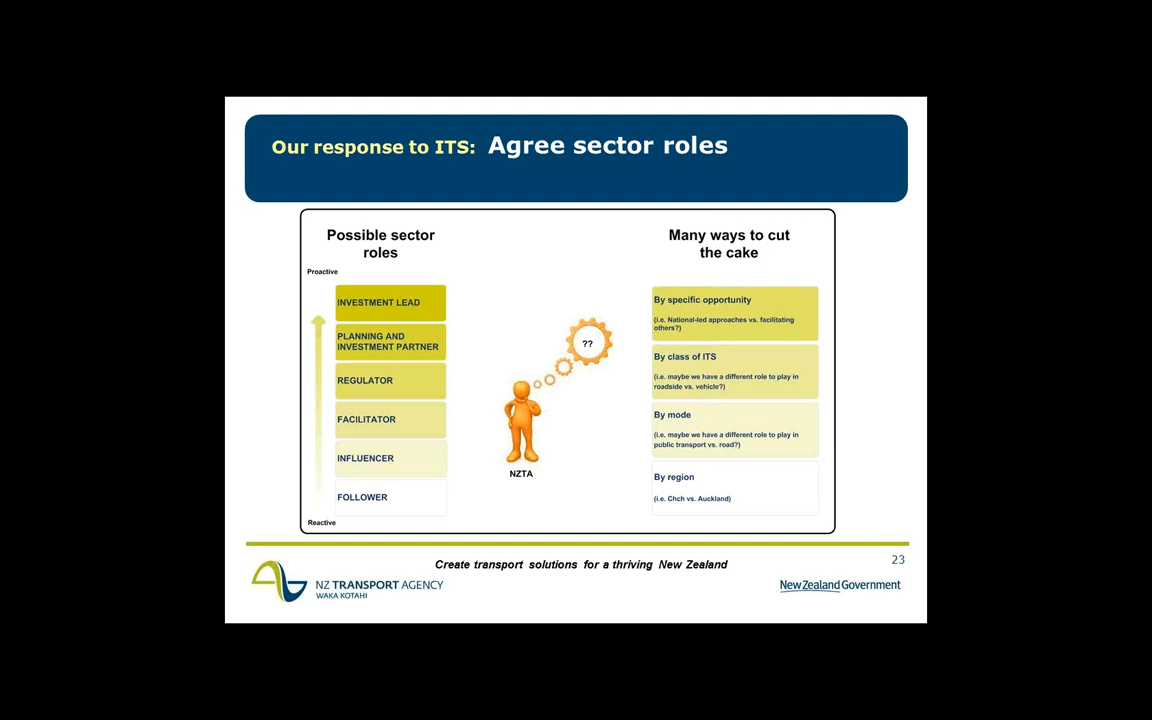 Our response to ITS: Agree sector roles
Possible sector
roles
Proactive
INVESTMENT LEAD
PLANNING AND
INVESTMENT PARTNER
REGULATOR
FACILITATOR
INFLUENCER
FOLLOWER
Reactive
??
NZTA
Many ways to cut
the cake
By specific opportunity
(i.e. National-led approaches vs. facilitating
others?)
By class of ITS
(i.e. maybe we have a different role to play in
roadside vs. vehicle?)
By mode
(i.e. maybe we have a different role to play in
public transport vs. road?)
By region
(i.e. Chch vs. Auckland)
Create transport solutions for a thriving New Zealand
23
NZ TRANSPORT AGENCY
WAKA KOTAHI
New Zealand Government